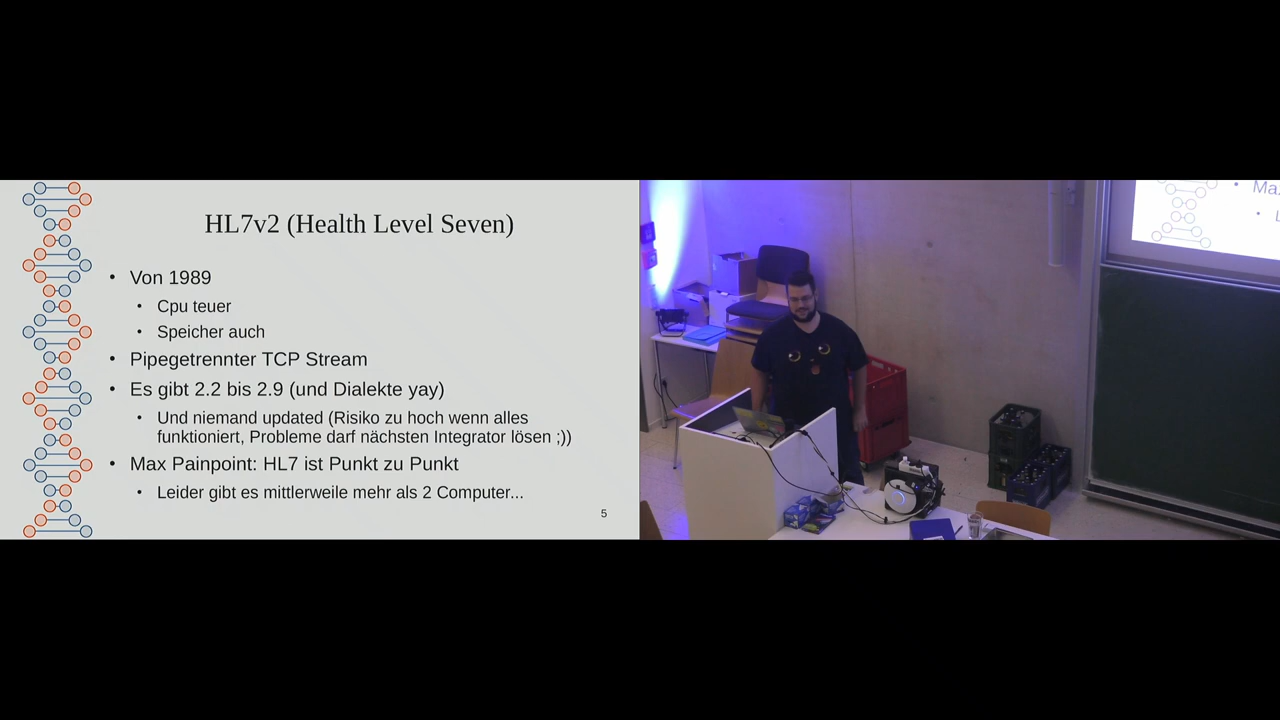 HL7v2 (Health Level Seven)
• Von 1989
• Cpu teuer
• Speicher auch
• Pipegetrennter TCP Stream
• Es gibt 2.2 bis 2.9 (und Dialekte yay)
• Und niemand updated (Risiko zu hoch wenn alles
funktioniert, Probleme darf nächsten Integrator lösen ;))
• Max Painpoint: HL7 ist Punkt zu Punkt
• Leider gibt es mittlerweile mehr als 2 Computer...
5
• Max